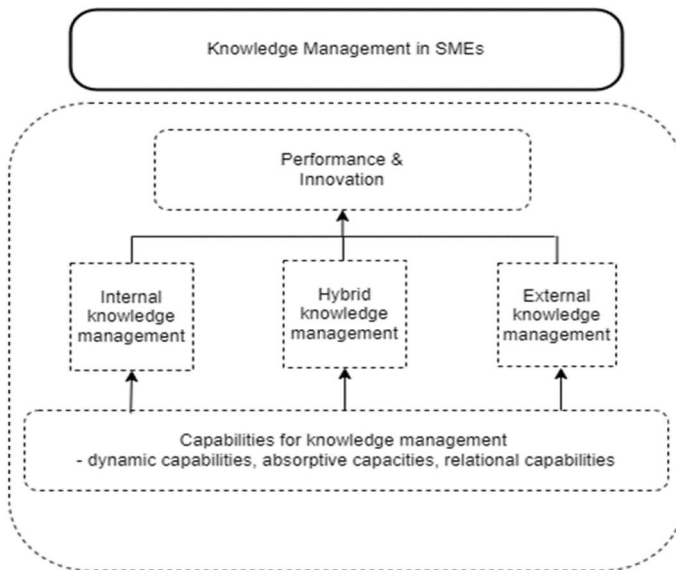 Knowledge Management in SMEs
Performance &
Innovation
Internal
knowledge
management
Hybrid
knowledge
management
External
knowledge
management
Capabilities for knowledge management
- dynamic capabilities, absorptive capacities, relational capabilities